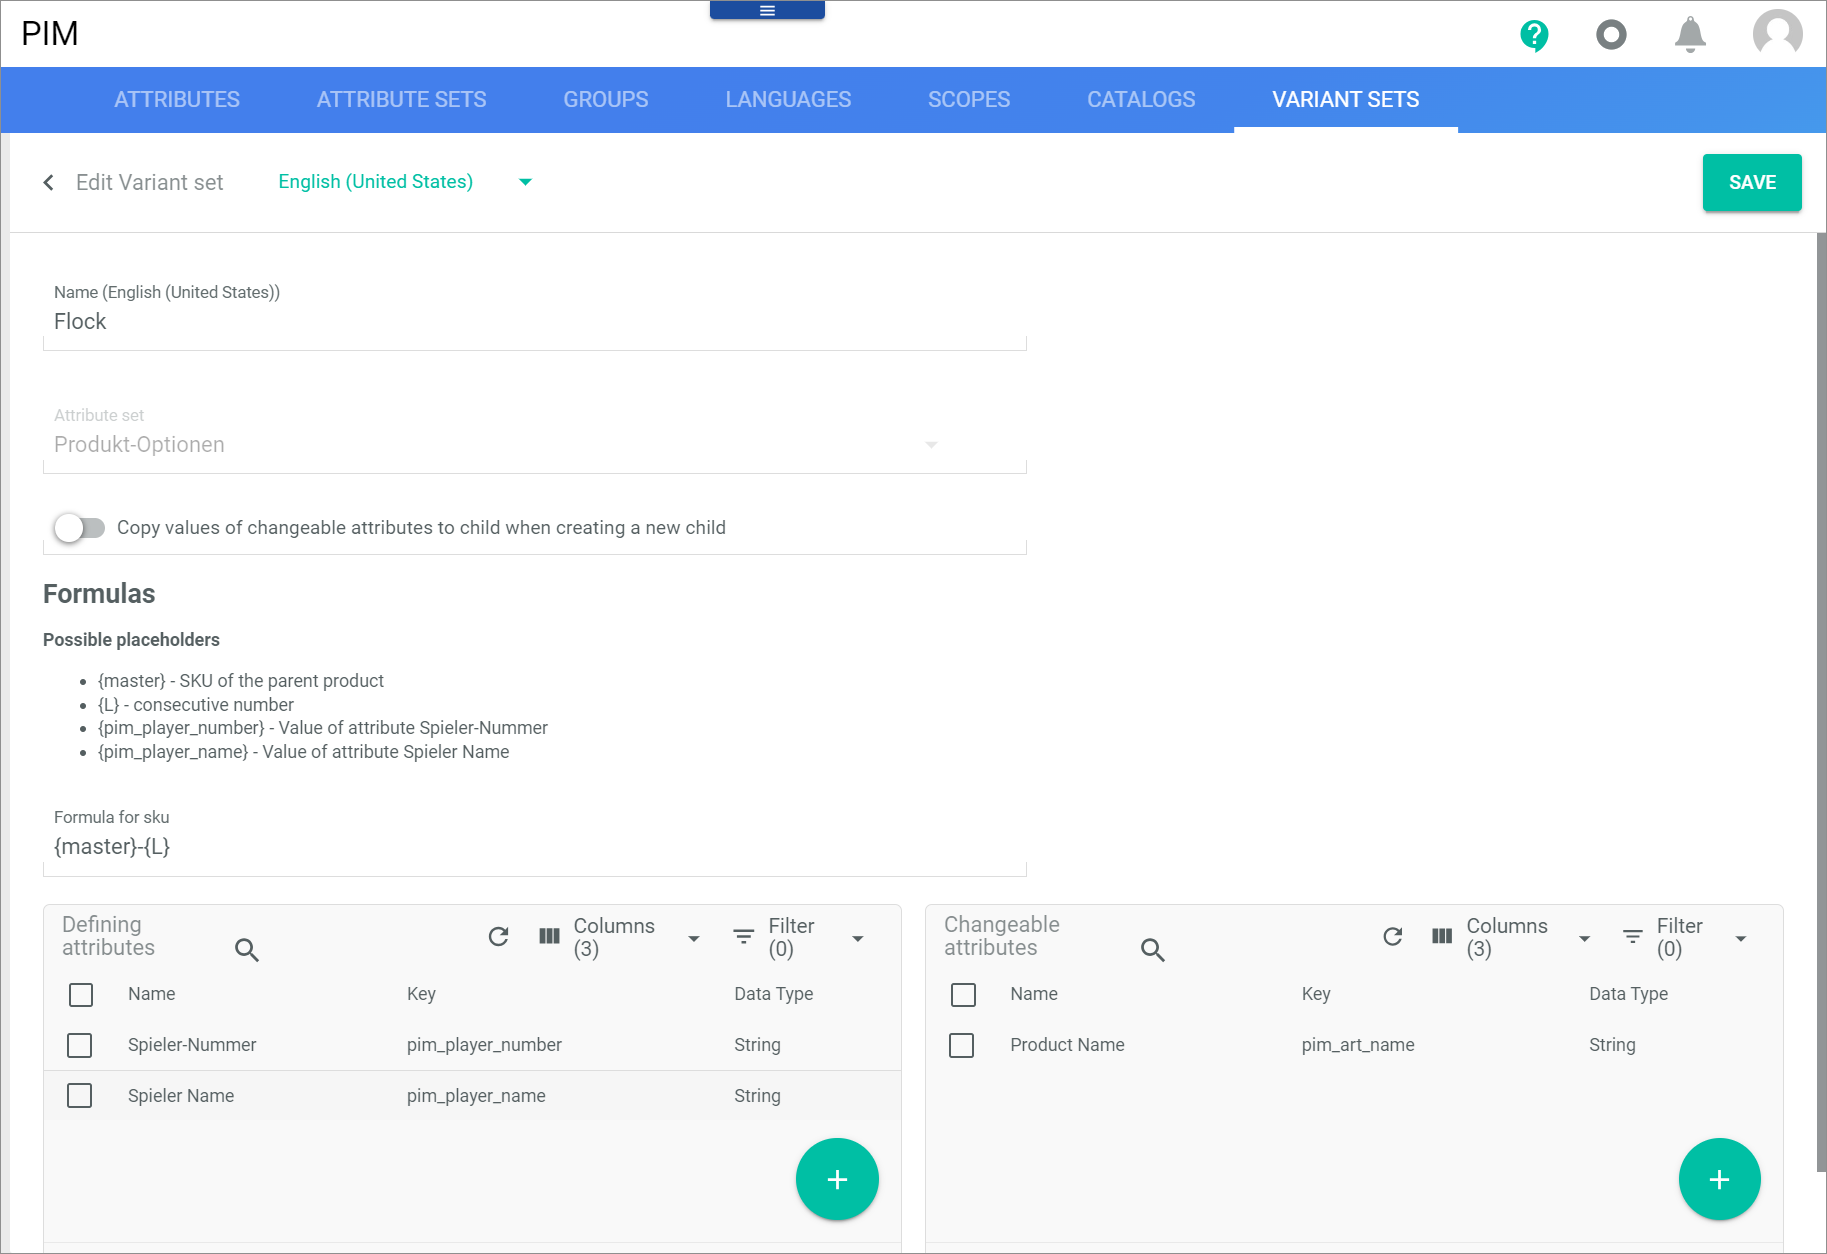 PIM
ATTRIBUTES ATTRIBUTE SETS GROUPS LANGUAGES SCOPES CATALOGS VARIANT SETS
Edit Variant set English (United States) SAVE
Name (English (United States))
Flock
Attribute set
Produkt-Optionen
Copy values of changeable attributes to child when creating a new child
Formulas
Possible placeholders
• {master} - SKU of the parent product
• {L} - consecutive number
• {pim_player_number} - Value of attribute Spieler-Nummer
• {pim_player_name} - Value of attribute Spieler Name
Formula for sku
{master}-{L}
Defining attributes Columns (3) Filter (0)
Name Key Data Type
Spieler-Nummer pim_player_number String
Spieler Name pim_player_name String
Changeable attributes Columns (3) Filter (0)
Name Key Data Type
Product Name pim_art_name String